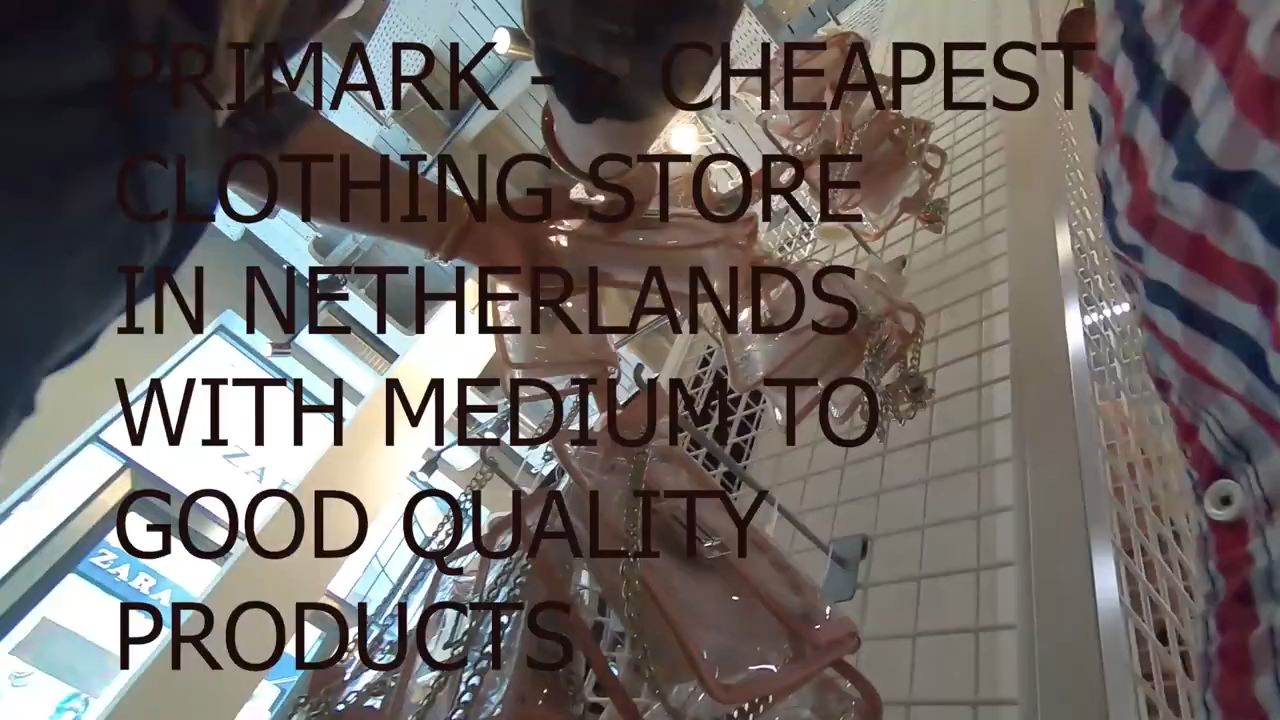 PRIMARK - CHEAPEST
CLOTHING STORE
IN NETHERLANDS
WITH MEDIUM TO
GOOD QUALITY
PRODUCTS
ZARA